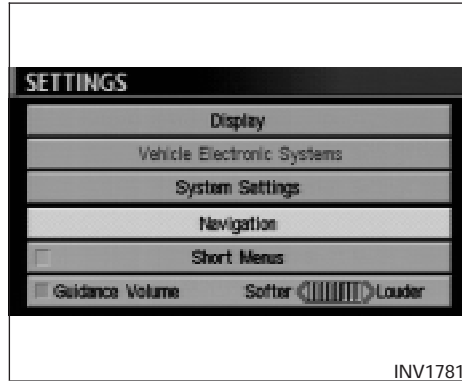 SETTINGS
Display
Vehicle Electronic Systems
System Settings
Navigation
Short Menus
Guidance Volume Softer Louder
INV1781